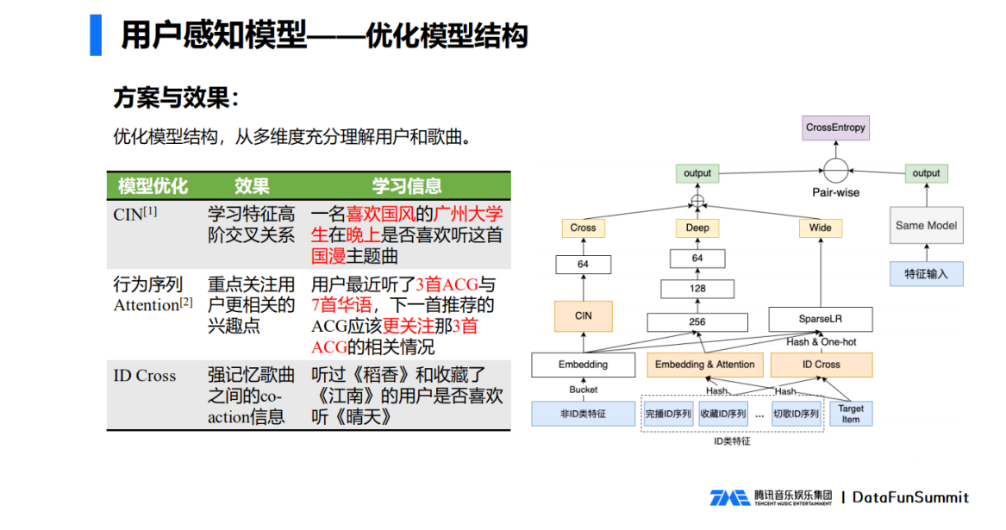 用户感知模型——优化模型结构
方案与效果：
优化模型结构，从多维度充分理解用户和歌曲。
模型优化 效果 学习信息
CIN[1]
学习特征高
阶交叉关系
一名喜欢国风的广州大学
生在晚上是否喜欢听这首
国漫主题曲
行为序列
Attention[2]
重点关注用
户更相关的
兴趣点
用户最近听了3首ACG与
7首华语，下一首推荐的
ACG应该更关注那3首
ACG的相关情况
ID Cross
强记忆歌曲
之间的co-
action信息
听过《稻香》和收藏了
《江南》的用户是否喜欢
听《晴天》
CrossEntropy
output
output
Pair-wise
Cross
Deep
Wide
Same Model
64
64
特征输入
128
CIN
256
SparseLR
Hash & One-hot
Embedding
Embedding & Attention
ID Cross
Bucket
Hash
Hash
非ID类特征
完播ID序列
收藏ID序列
...
切歌ID序列
Target
Item
ID类特征
TME
腾讯音乐娱乐集团
TENCENT MUSIC ENTERTAINMENT
| DataFunSummit